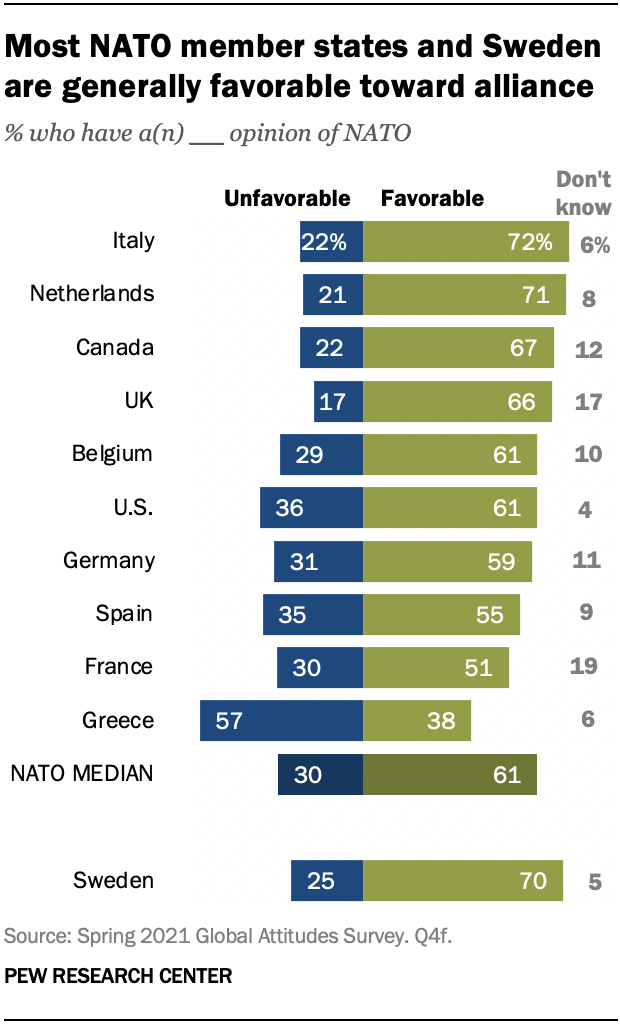 Most NATO member states and Sweden
are generally favorable toward alliance
% who have a(n) ___ opinion of NATO
Don't
know
Unfavorable Favorable
Italy 22% 72% 6%
Netherlands 21 71 8
Canada 22 67 12
UK 17 66 17
Belgium 29 61 10
U.S. 36 61 4
Germany 31 59 11
Spain 35 55 9
France 30 51 19
Greece 57 38 6
NATO MEDIAN 30 61
Sweden 25 70 5
Source: Spring 2021 Global Attitudes Survey. Q4f.
PEW RESEARCH CENTER